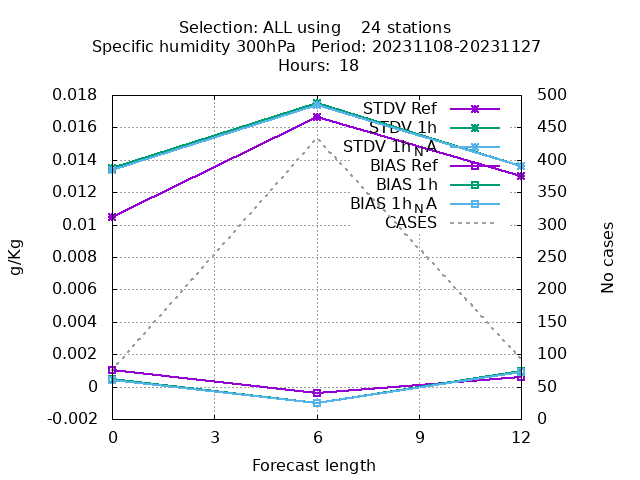 Selection: ALL using    24 stations
Specific humidity 300hPa   Period: 20231108-20231127
Hours:  18
0.018
0.016
0.014
0.012
0.01
0.008
0.006
0.004
0.002
0
-0.002
g/Kg
STDV Ref
STDV 1h
STDV 1h_NA
BIAS Ref
BIAS 1h
BIAS 1h_NA
CASES
500
450
400
350
300
250
200
150
100
50
0
No cases
0 3 6 9 12
Forecast length